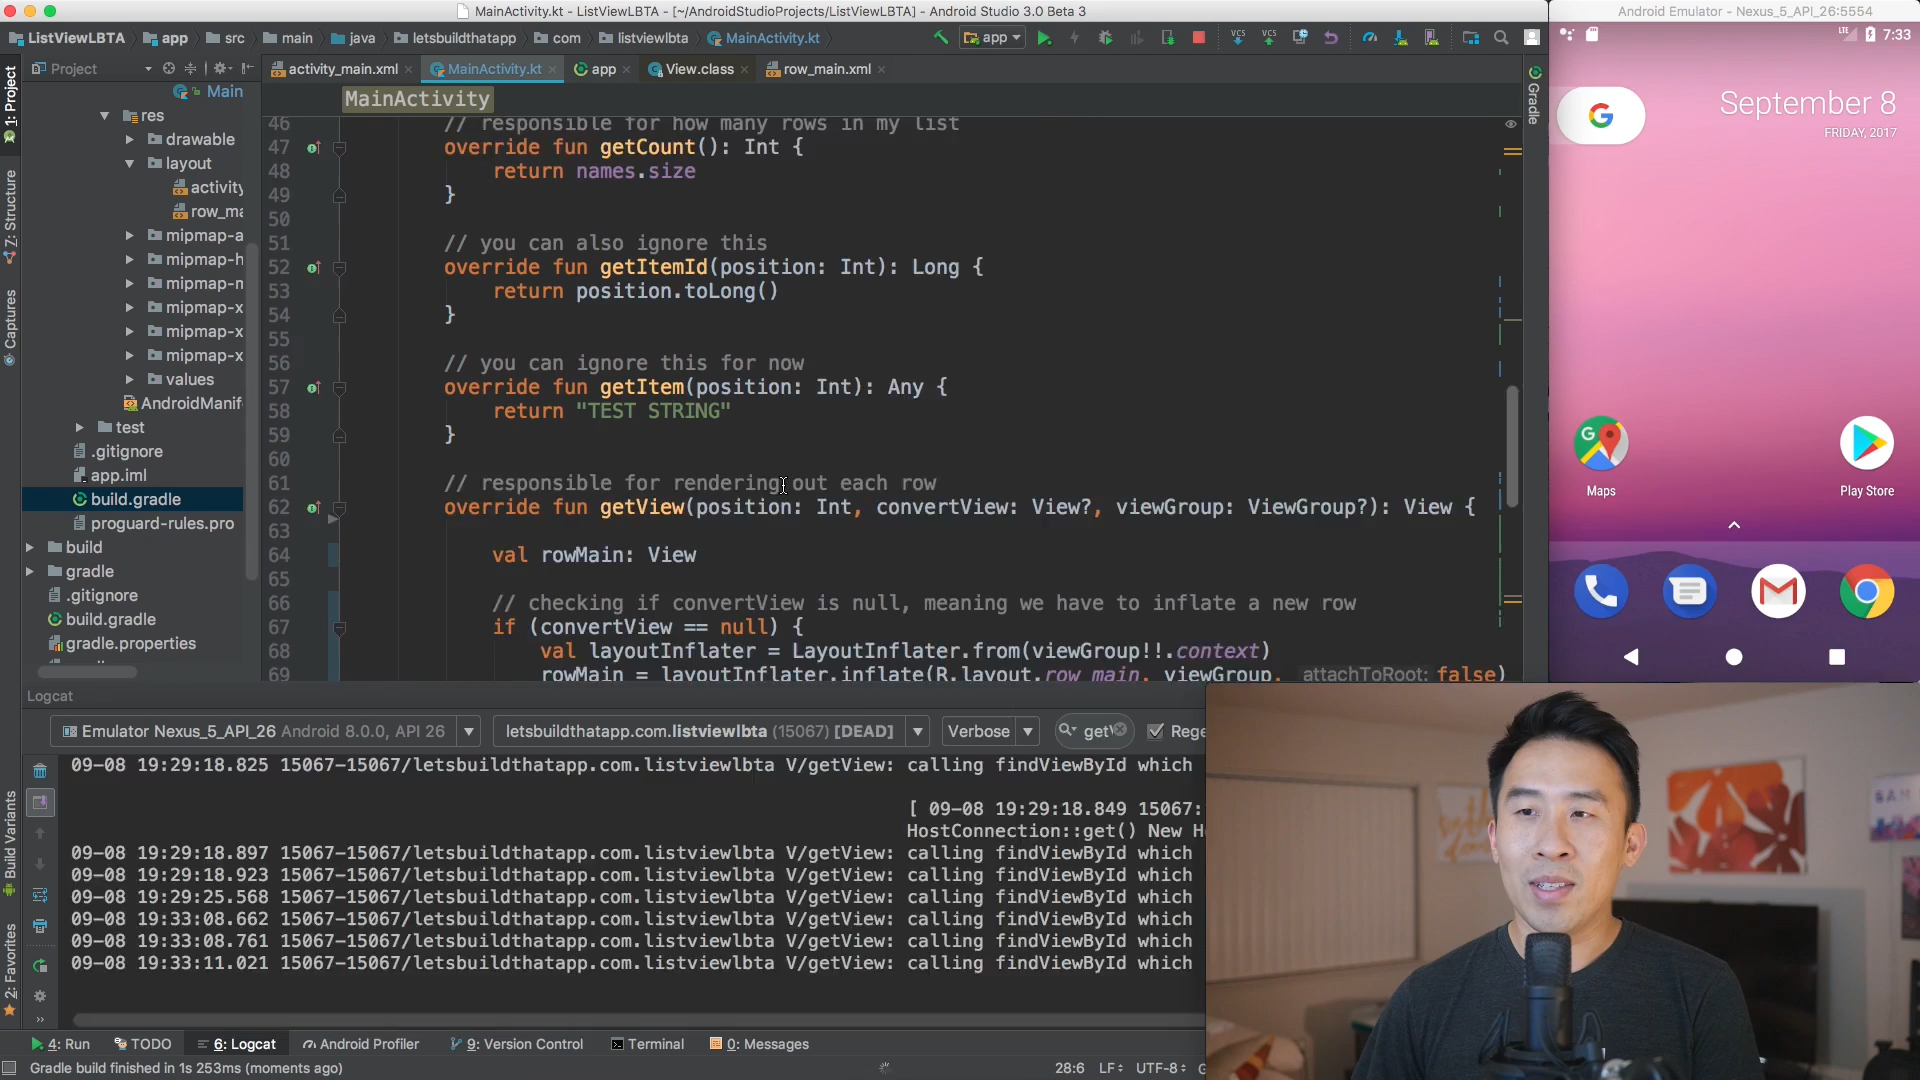 MainActivity.kt - ListViewLBTA - [~/AndroidStudioProjects/ListViewLBTA] - Android Studio 3.0 Beta 3
Android Emulator - Nexus_5_API_26:5554
ListViewLBTA app src main java letsbuildthatapp com listviewlbta MainActivity.kt
app
VCS VCS
LTE 7:33
Project
activity_main.xml MainActivity.kt app View.class row_main.xml
MainActivity
1: Project
Z: Structure
Captures
Build Variants
2: Favorites
Gradle
Main
res
drawable
layout
activity
row_ma
mipmap-a
mipmap-h
mipmap-m
mipmap-x
mipmap-x
mipmap-x
values
AndroidManif
test
.gitignore
app.iml
build.gradle
proguard-rules.pro
build
gradle
.gitignore
build.gradle
gradle.properties
46 // responsible for how many rows in my list
47 override fun getCount(): Int {
48 return names.size
49 }
50
51 // you can also ignore this
52 override fun getItemId(position: Int): Long {
53 return position.toLong()
54 }
55
56 // you can ignore this for now
57 override fun getItem(position: Int): Any {
58 return "TEST STRING"
59 }
60
61 // responsible for rendering out each row
62 override fun getView(position: Int, convertView: View?, viewGroup: ViewGroup?): View {
63
64 val rowMain: View
65
66 // checking if convertView is null, meaning we have to inflate a new row
67 if (convertView == null) {
68 val layoutInflater = LayoutInflater.from(viewGroup!!.context)
69 rowMain = layoutInflater.inflate(R.layout.row_main, viewGroup, attachToRoot: false)
September 8
FRIDAY, 2017
Maps
Play Store
Logcat
Emulator Nexus_5_API_26 Android 8.0.0, API 26 letsbuildthatapp.com.listviewlbta (15067) [DEAD] Verbose getV Rege
09-08 19:29:18.825 15067-15067/letsbuildthatapp.com.listviewlbta V/getView: calling findViewById which
[ 09-08 19:29:18.849 15067:
HostConnection::get() New Ho
09-08 19:29:18.897 15067-15067/letsbuildthatapp.com.listviewlbta V/getView: calling findViewById which
09-08 19:29:18.923 15067-15067/letsbuildthatapp.com.listviewlbta V/getView: calling findViewById which
09-08 19:29:25.568 15067-15067/letsbuildthatapp.com.listviewlbta V/getView: calling findViewById which
09-08 19:33:08.662 15067-15067/letsbuildthatapp.com.listviewlbta V/getView: calling findViewById which
09-08 19:33:08.761 15067-15067/letsbuildthatapp.com.listviewlbta V/getView: calling findViewById which
09-08 19:33:11.021 15067-15067/letsbuildthatapp.com.listviewlbta V/getView: calling findViewById which
4: Run TODO 6: Logcat Android Profiler 9: Version Control Terminal 0: Messages
Gradle build finished in 1s 253ms (moments ago) 28:6 LF UTF-8